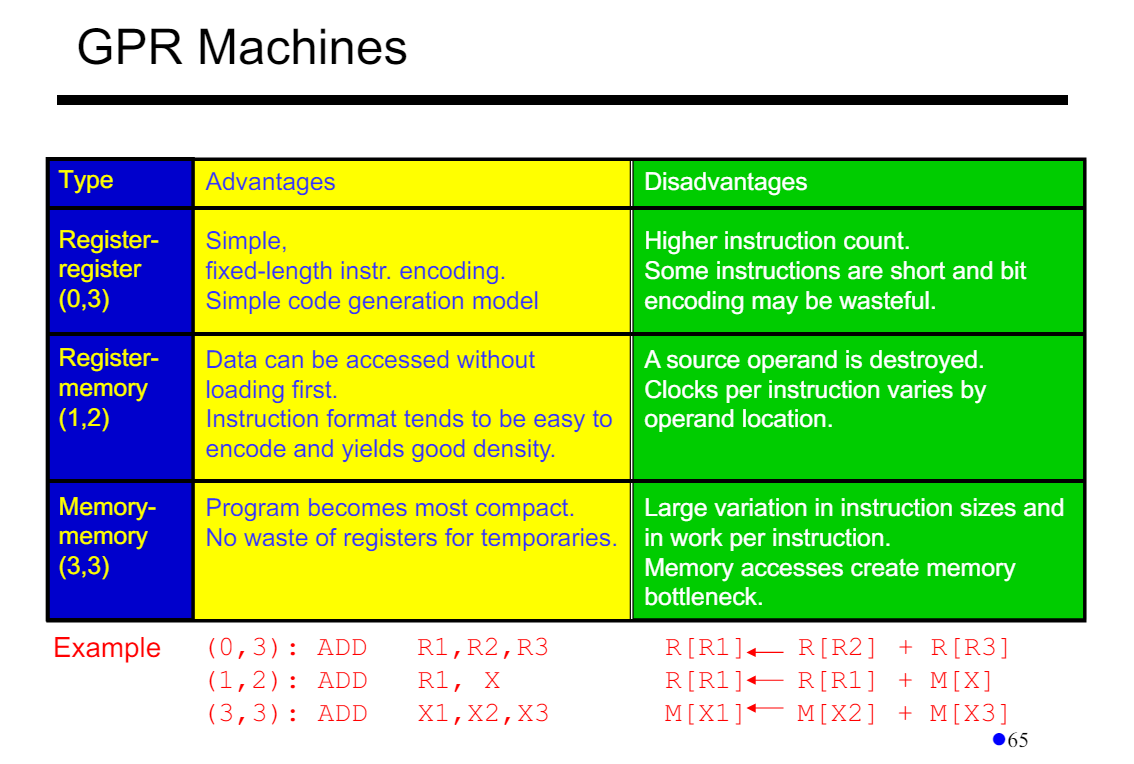 GPR Machines
Type
Advantages
Disadvantages
Register-
register
(0,3)
Simple,
fixed-length instr. encoding.
Simple code generation model
Higher instruction count.
Some instructions are short and bit
encoding may be wasteful.
Register-
memory
(1,2)
Data can be accessed without
loading first.
Instruction format tends to be easy to
encode and yields good density.
A source operand is destroyed.
Clocks per instruction varies by
operand location.
Memory-
memory
(3,3)
Program becomes most compact.
No waste of registers for temporaries.
Large variation in instruction sizes and
in work per instruction.
Memory accesses create memory
bottleneck.
Example (0,3): ADD R1,R2,R3 R[R1] ← R[R2] + R[R3]
(1,2): ADD R1, X R[R1] ← R[R1] + M[X]
(3,3): ADD X1,X2,X3 M[X1] ← M[X2] + M[X3]
●65